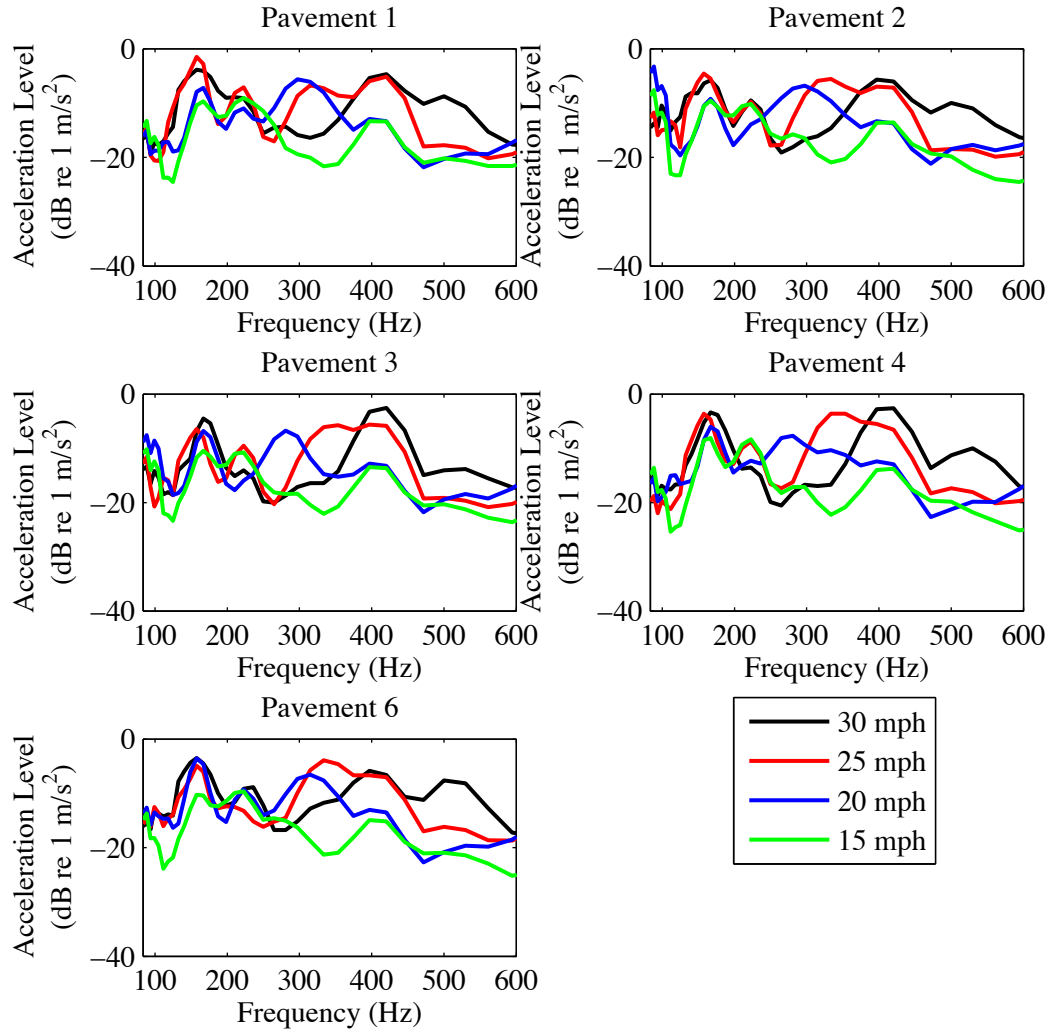 Pavement 1
0
−20
−40
100 200 300 400 500 600
Frequency (Hz)
Acceleration Level
(dB re 1 m/s²)
Pavement 2
0
−20
−40
100 200 300 400 500 600
Frequency (Hz)
Acceleration Level
(dB re 1 m/s²)
Pavement 3
0
−20
−40
100 200 300 400 500 600
Frequency (Hz)
Acceleration Level
(dB re 1 m/s²)
Pavement 4
0
−20
−40
100 200 300 400 500 600
Frequency (Hz)
Acceleration Level
(dB re 1 m/s²)
Pavement 6
0
−20
−40
100 200 300 400 500 600
Frequency (Hz)
Acceleration Level
(dB re 1 m/s²)
30 mph
25 mph
20 mph
15 mph